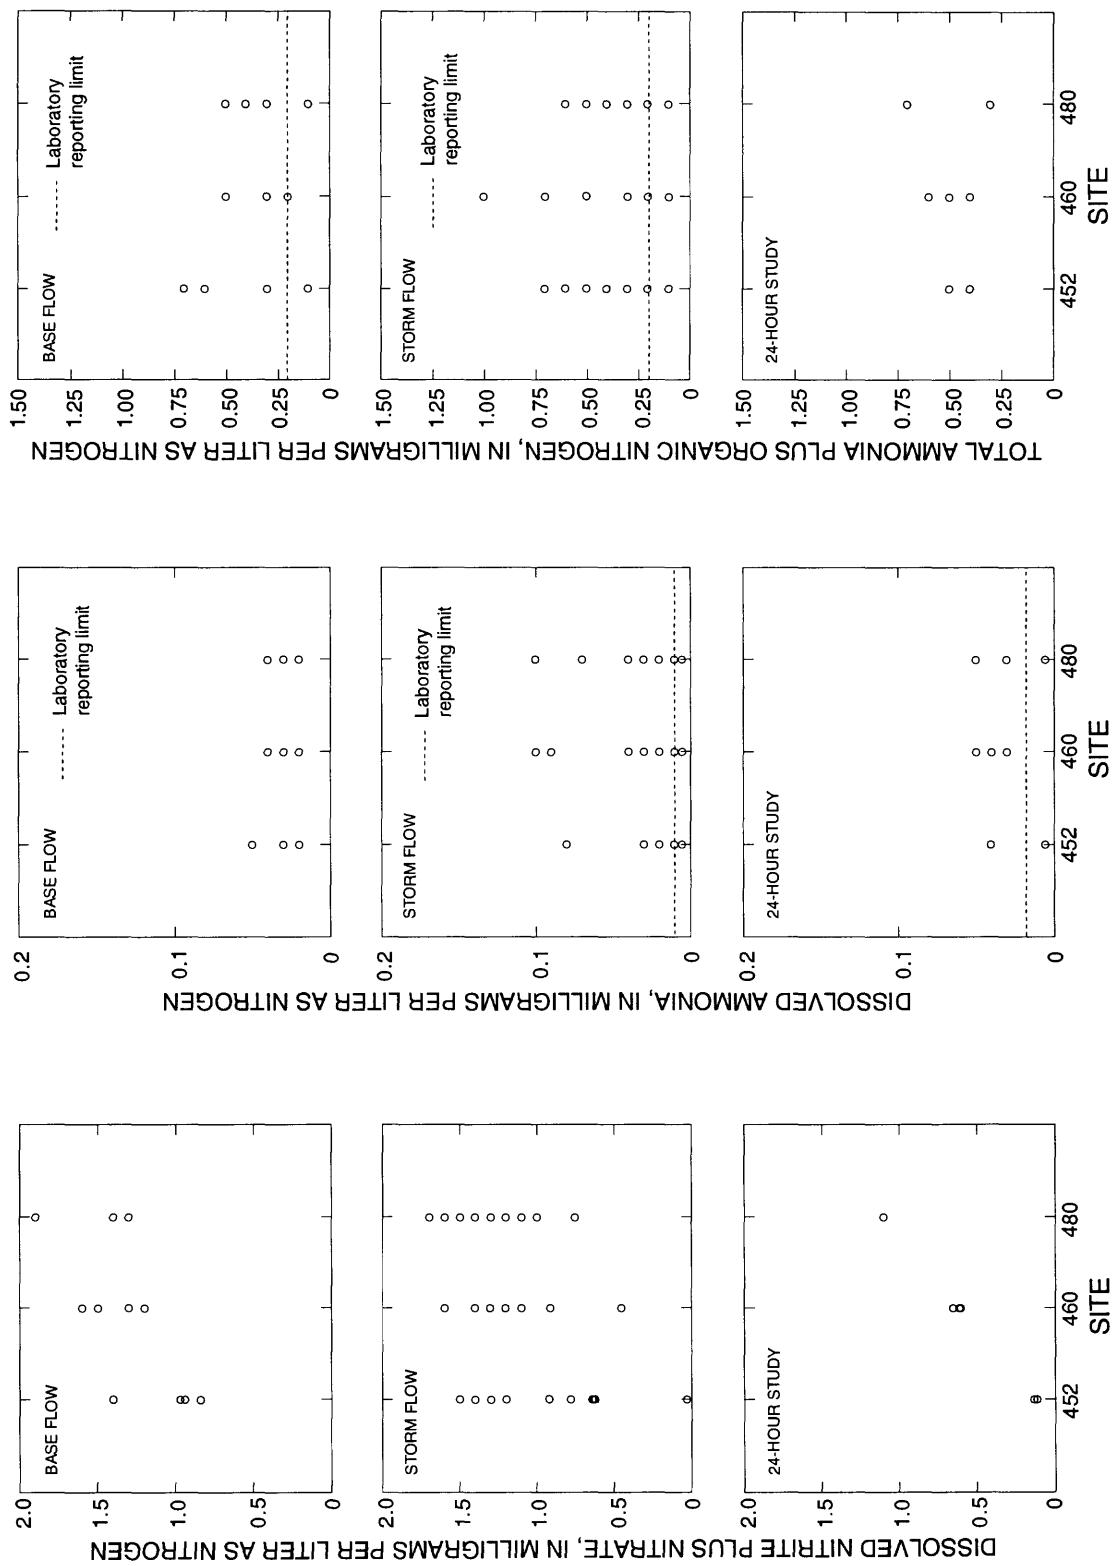 DISSOLVED NITRITE PLUS NITRATE, IN MILLIGRAMS PER LITER AS NITROGEN
2.0
1.5
1.0
0.5
0
BASE FLOW
2.0
1.5
1.0
0.5
0
STORM FLOW
2.0
1.5
1.0
0.5
0
24-HOUR STUDY
452
460
480
SITE
DISSOLVED AMMONIA, IN MILLIGRAMS PER LITER AS NITROGEN
0.2
0.1
0
BASE FLOW
Laboratory
reporting limit
0.2
0.1
0
STORM FLOW
Laboratory
reporting limit
0.2
0.1
0
24-HOUR STUDY
452
460
480
SITE
TOTAL AMMONIA PLUS ORGANIC NITROGEN, IN MILLIGRAMS PER LITER AS NITROGEN
1.50
1.25
1.00
0.75
0.50
0.25
0
BASE FLOW
Laboratory
reporting limit
1.50
1.25
1.00
0.75
0.50
0.25
0
STORM FLOW
Laboratory
reporting limit
1.50
1.25
1.00
0.75
0.50
0.25
0
24-HOUR STUDY
452
460
480
SITE